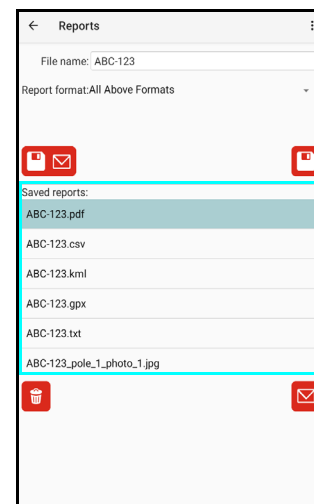 Reports
File name: ABC-123
Report format:All Above Formats
Saved reports:
ABC-123.pdf
ABC-123.csv
ABC-123.kml
ABC-123.gpx
ABC-123.txt
ABC-123_pole_1_photo_1.jpg